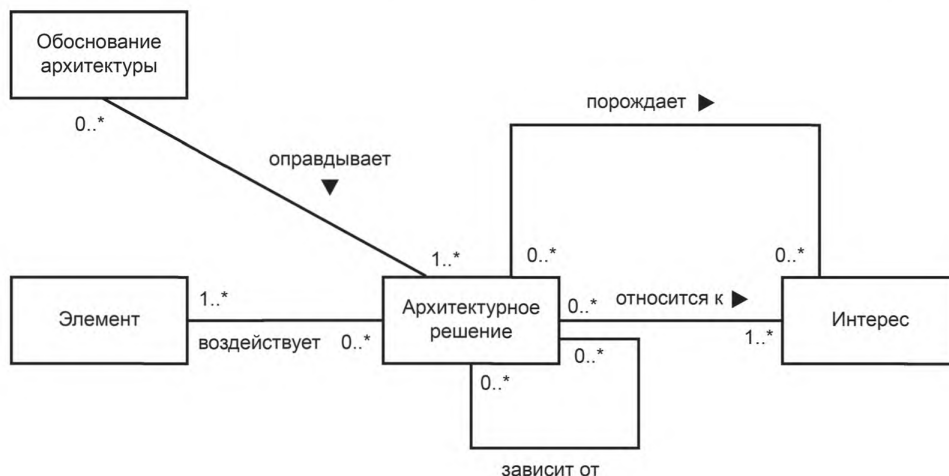 Обоснование
архитектуры
0..*
порождает ►
оправдывает
▼
1..*
0..*
0..*
Элемент
1..*
воздействует
0..*
Архитектурное
решение
0..*
относится к ►
1..*
Интерес
0..*
0..*
зависит от